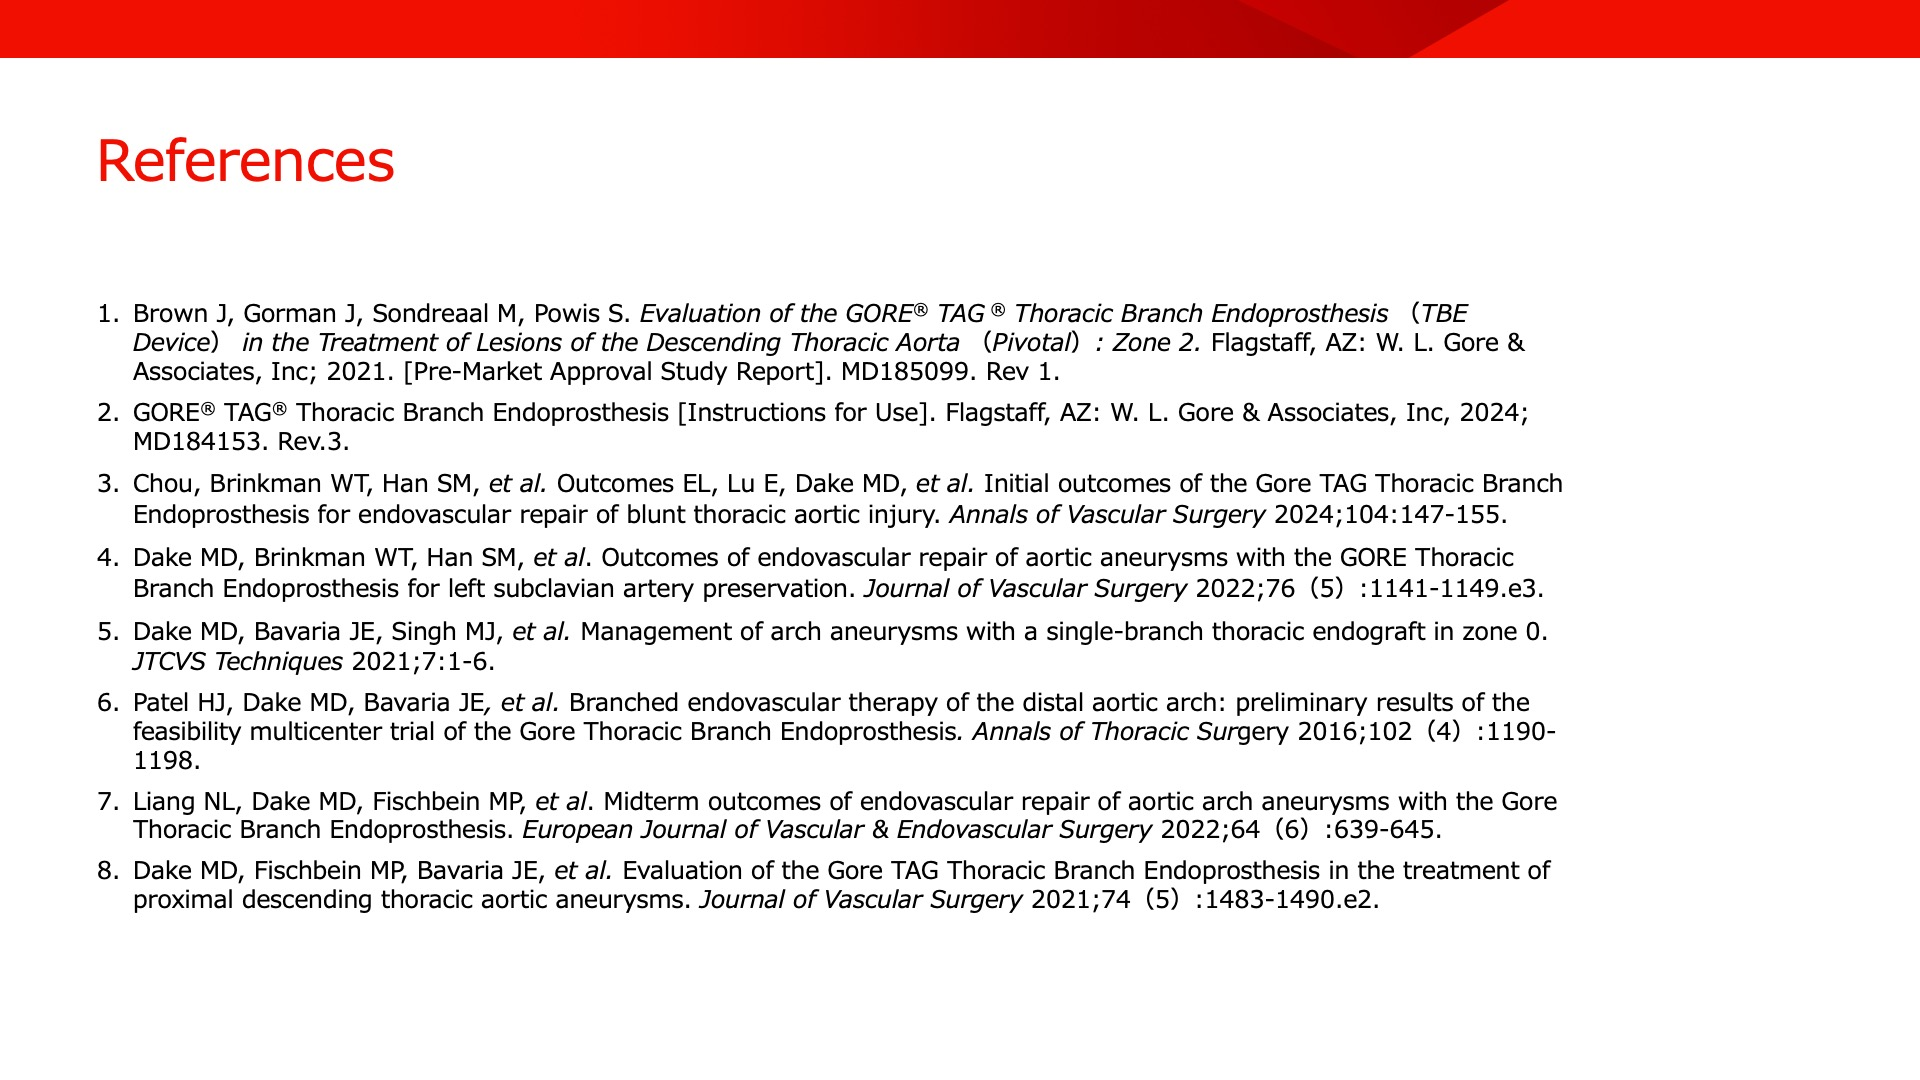 References
1. Brown J, Gorman J, Sondreaal M, Powis S. Evaluation of the GORE® TAG ® Thoracic Branch Endoprosthesis （TBE
Device） in the Treatment of Lesions of the Descending Thoracic Aorta （Pivotal）: Zone 2. Flagstaff, AZ: W. L. Gore &
Associates, Inc; 2021. [Pre-Market Approval Study Report]. MD185099. Rev 1.
2. GORE® TAG® Thoracic Branch Endoprosthesis [Instructions for Use]. Flagstaff, AZ: W. L. Gore & Associates, Inc, 2024;
MD184153. Rev.3.
3. Chou, Brinkman WT, Han SM, et al. Outcomes EL, Lu E, Dake MD, et al. Initial outcomes of the Gore TAG Thoracic Branch
Endoprosthesis for endovascular repair of blunt thoracic aortic injury. Annals of Vascular Surgery 2024;104:147-155.
4. Dake MD, Brinkman WT, Han SM, et al. Outcomes of endovascular repair of aortic aneurysms with the GORE Thoracic
Branch Endoprosthesis for left subclavian artery preservation. Journal of Vascular Surgery 2022;76（5）:1141-1149.e3.
5. Dake MD, Bavaria JE, Singh MJ, et al. Management of arch aneurysms with a single-branch thoracic endograft in zone 0.
JTCVS Techniques 2021;7:1-6.
6. Patel HJ, Dake MD, Bavaria JE, et al. Branched endovascular therapy of the distal aortic arch: preliminary results of the
feasibility multicenter trial of the Gore Thoracic Branch Endoprosthesis. Annals of Thoracic Surgery 2016;102（4）:1190-
1198.
7. Liang NL, Dake MD, Fischbein MP, et al. Midterm outcomes of endovascular repair of aortic arch aneurysms with the Gore
Thoracic Branch Endoprosthesis. European Journal of Vascular & Endovascular Surgery 2022;64（6）:639-645.
8. Dake MD, Fischbein MP, Bavaria JE, et al. Evaluation of the Gore TAG Thoracic Branch Endoprosthesis in the treatment of
proximal descending thoracic aortic aneurysms. Journal of Vascular Surgery 2021;74（5）:1483-1490.e2.